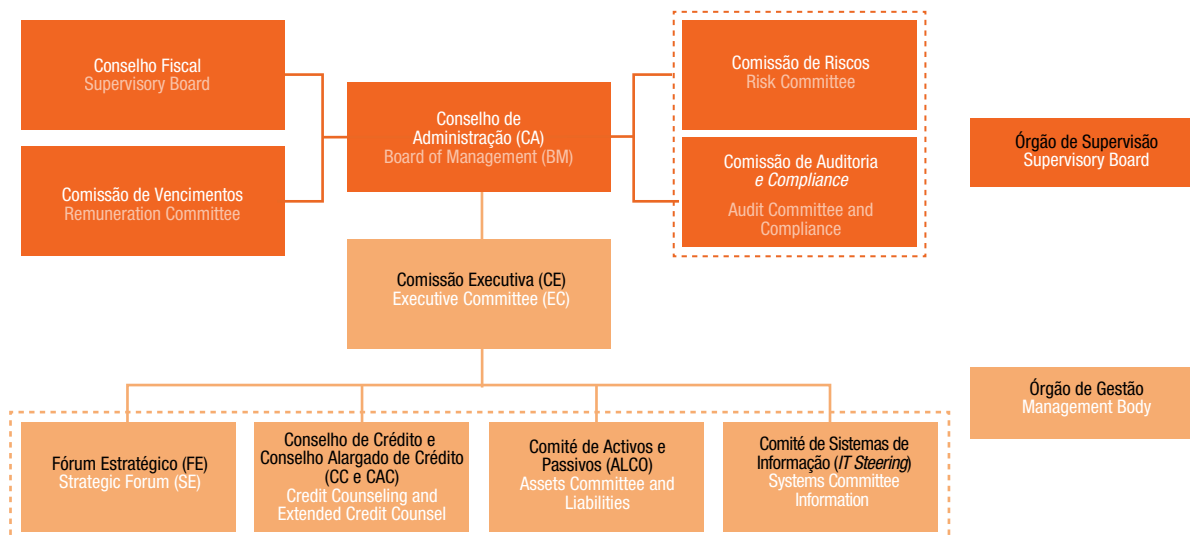 Conselho Fiscal
Supervisory Board
Comissão de Vencimentos
Remuneration Committee
Conselho de
Administração (CA)
Board of Management (BM)
Comissão de Riscos
Risk Committee
Comissão de Auditoria
e Compliance
Audit Committee and
Compliance
Órgão de Supervisão
Supervisory Board
Comissão Executiva (CE)
Executive Committee (EC)
Órgão de Gestão
Management Body
Fórum Estratégico (FE)
Strategic Forum (SE)
Conselho de Crédito e
Conselho Alargado de Crédito
(CC e CAC)
Credit Counseling and
Extended Credit Counsel
Comité de Activos e
Passivos (ALCO)
Assets Committee and
Liabilities
Comité de Sistemas de
Informação (IT Steering)
Systems Committee
Information